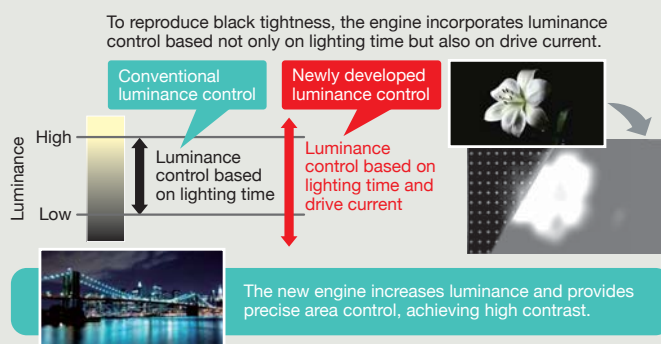 To reproduce black tightness, the engine incorporates luminance
control based not only on lighting time but also on drive current.
Conventional
luminance control
Newly developed
luminance control
Luminance
High
Low
Luminance
control based
on lighting time
Luminance
control based on
lighting time and
drive current
The new engine increases luminance and provides
precise area control, achieving high contrast.